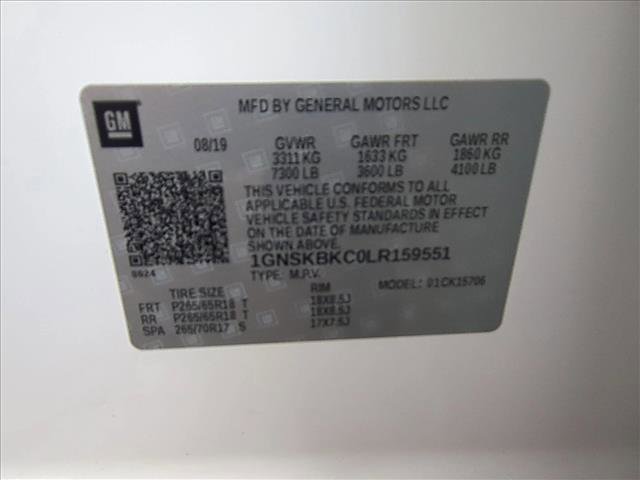 GM
MFD BY GENERAL MOTORS LLC
08/19 GVWR GAWR FRT GAWR RR
3311 KG 1633 KG 1860 KG
7300 LB 3600 LB 4100 LB
THIS VEHICLE CONFORMS TO ALL
APPLICABLE U.S. FEDERAL MOTOR
VEHICLE SAFETY STANDARDS IN EFFECT
ON THE DATE OF MANUFACTURE
SHOWN ABOVE.
1GNSKBKC0LR159551
8624
TYPE: M.P.V. MODEL: 01CK15706
TIRE SIZE RIM
FRT P265/65R18 T 18X8.5J
RR P265/65R18 T 18X8.5J
SPA 265/70R17 S 17X7.5J